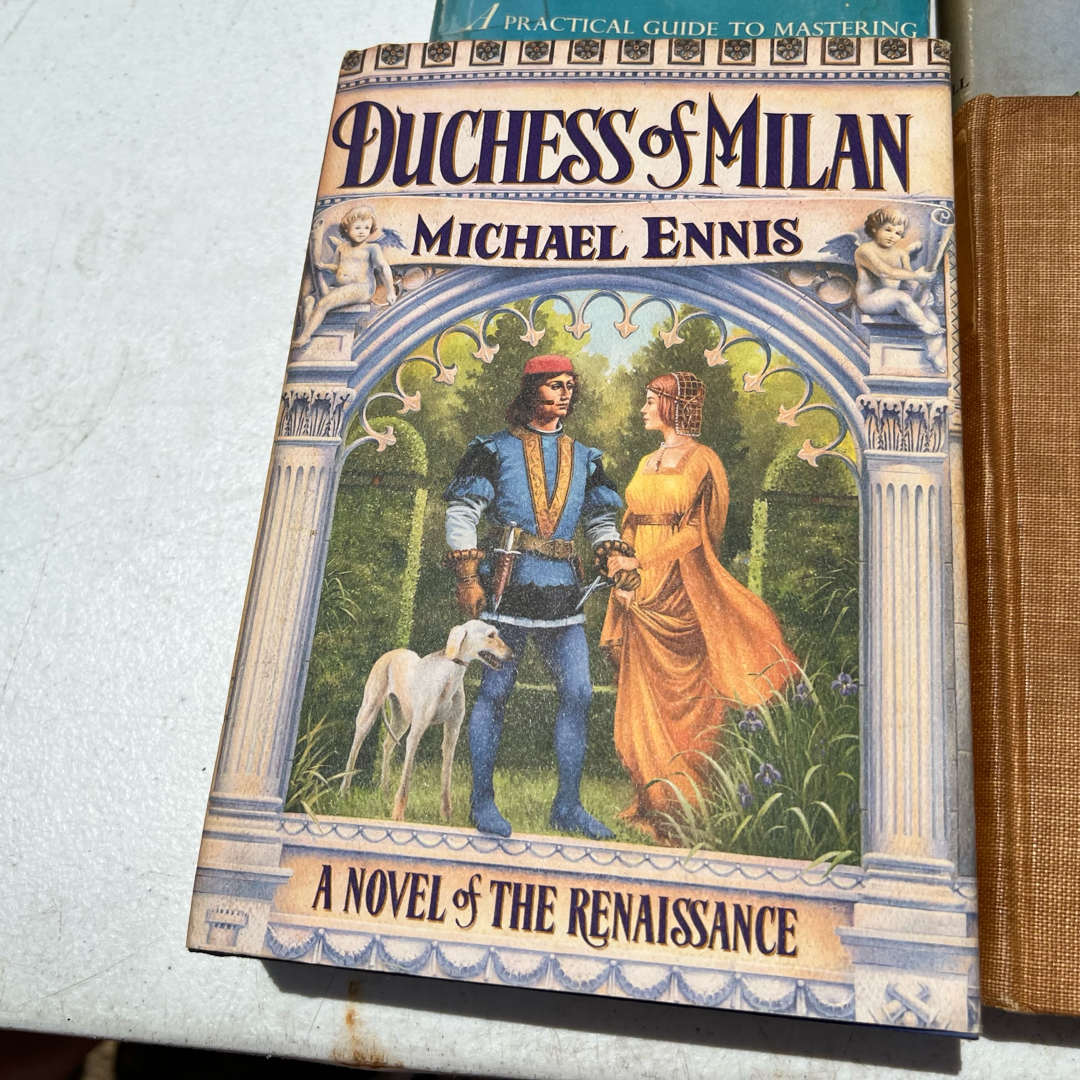 A PRACTICAL GUIDE TO MASTERING
DUCHESS of MILAN
MICHAEL ENNIS
A NOVEL of THE RENAISSANCE